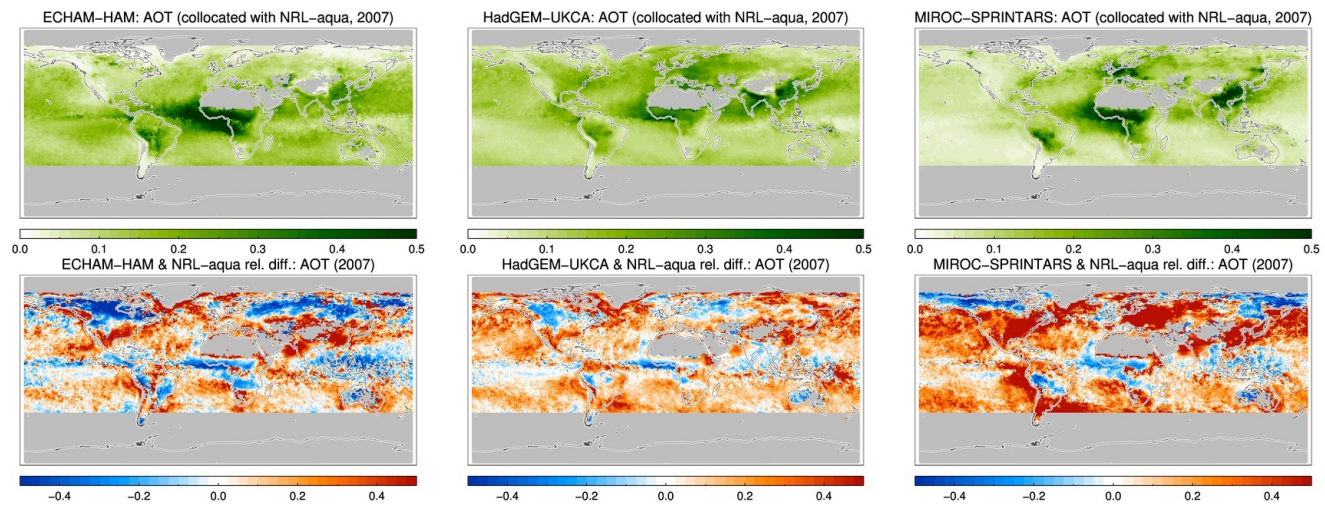 ECHAM-HAM: AOT (collocated with NRL-aqua, 2007)
HadGEM-UKCA: AOT (collocated with NRL-aqua, 2007)
MIROC-SPRINTARS: AOT (collocated with NRL-aqua, 2007)
0.0 0.1 0.2 0.3 0.4 0.5
0.0 0.1 0.2 0.3 0.4 0.5
0.0 0.1 0.2 0.3 0.4 0.5
ECHAM-HAM & NRL-aqua rel. diff.: AOT (2007)
HadGEM-UKCA & NRL-aqua rel. diff.: AOT (2007)
MIROC-SPRINTARS & NRL-aqua rel. diff.: AOT (2007)
-0.4 -0.2 0.0 0.2 0.4
-0.4 -0.2 0.0 0.2 0.4
-0.4 -0.2 0.0 0.2 0.4